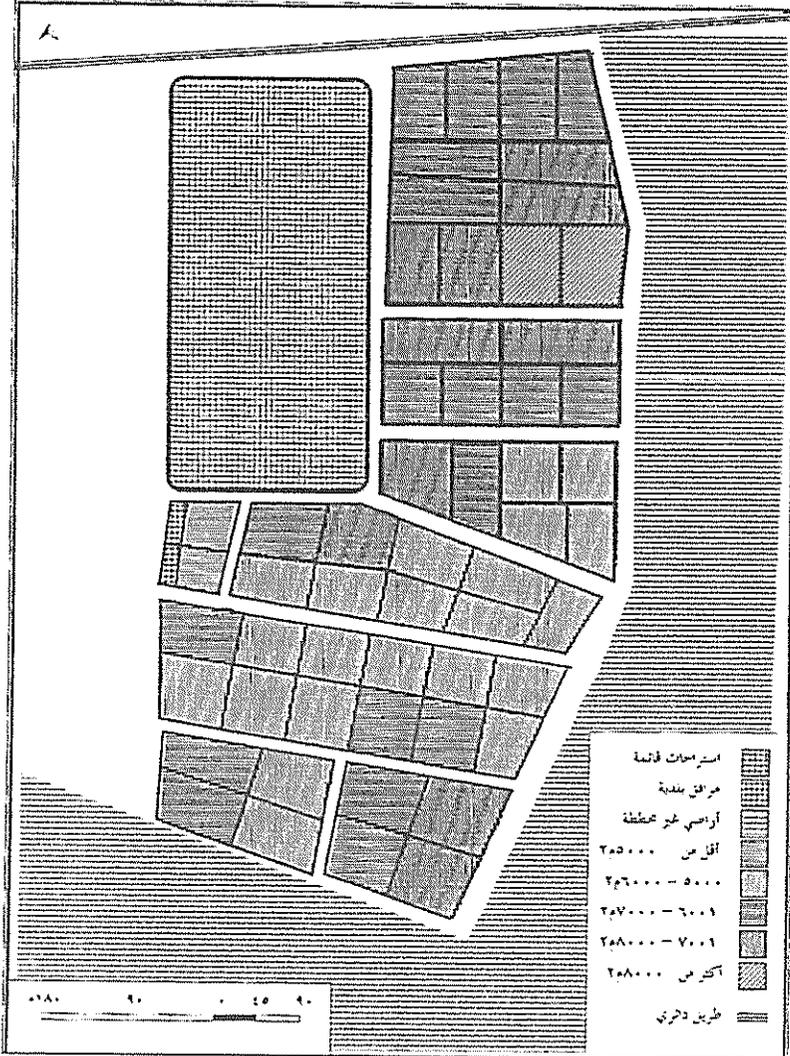 استراحات قائمة
مرافق بلدية
أراضي غير مخططة
أقل من ٥٠٠٠م٢
٥٠٠٠ – ٦٠٠٠م٢
٦٠٠١ – ٧٠٠٠م٢
٧٠٠١ – ٨٠٠٠م٢
أكثر من ٨٠٠٠م٢
طريق دائري
١٨٠م ٩٠ ٠ ٤٥ ٩٠